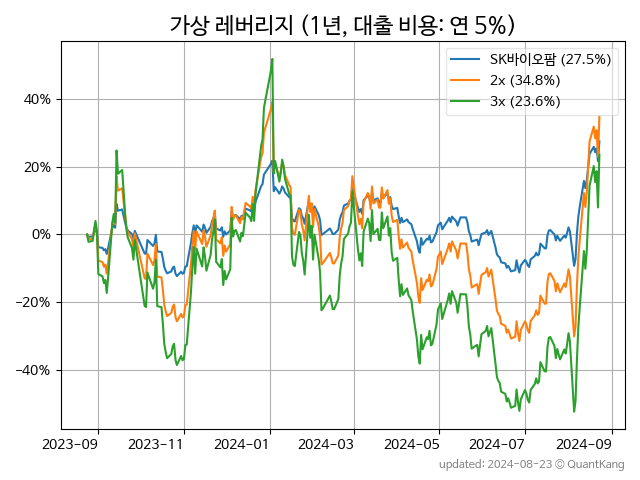 가상 레버리지 (1년, 대출 비용: 연 5%)
SK바이오팜 (27.5%)
2x (34.8%)
3x (23.6%)
40%
20%
0%
−20%
−40%
2023-09 2023-11 2024-01 2024-03 2024-05 2024-07 2024-09
updated: 2024-08-23 © QuantKang